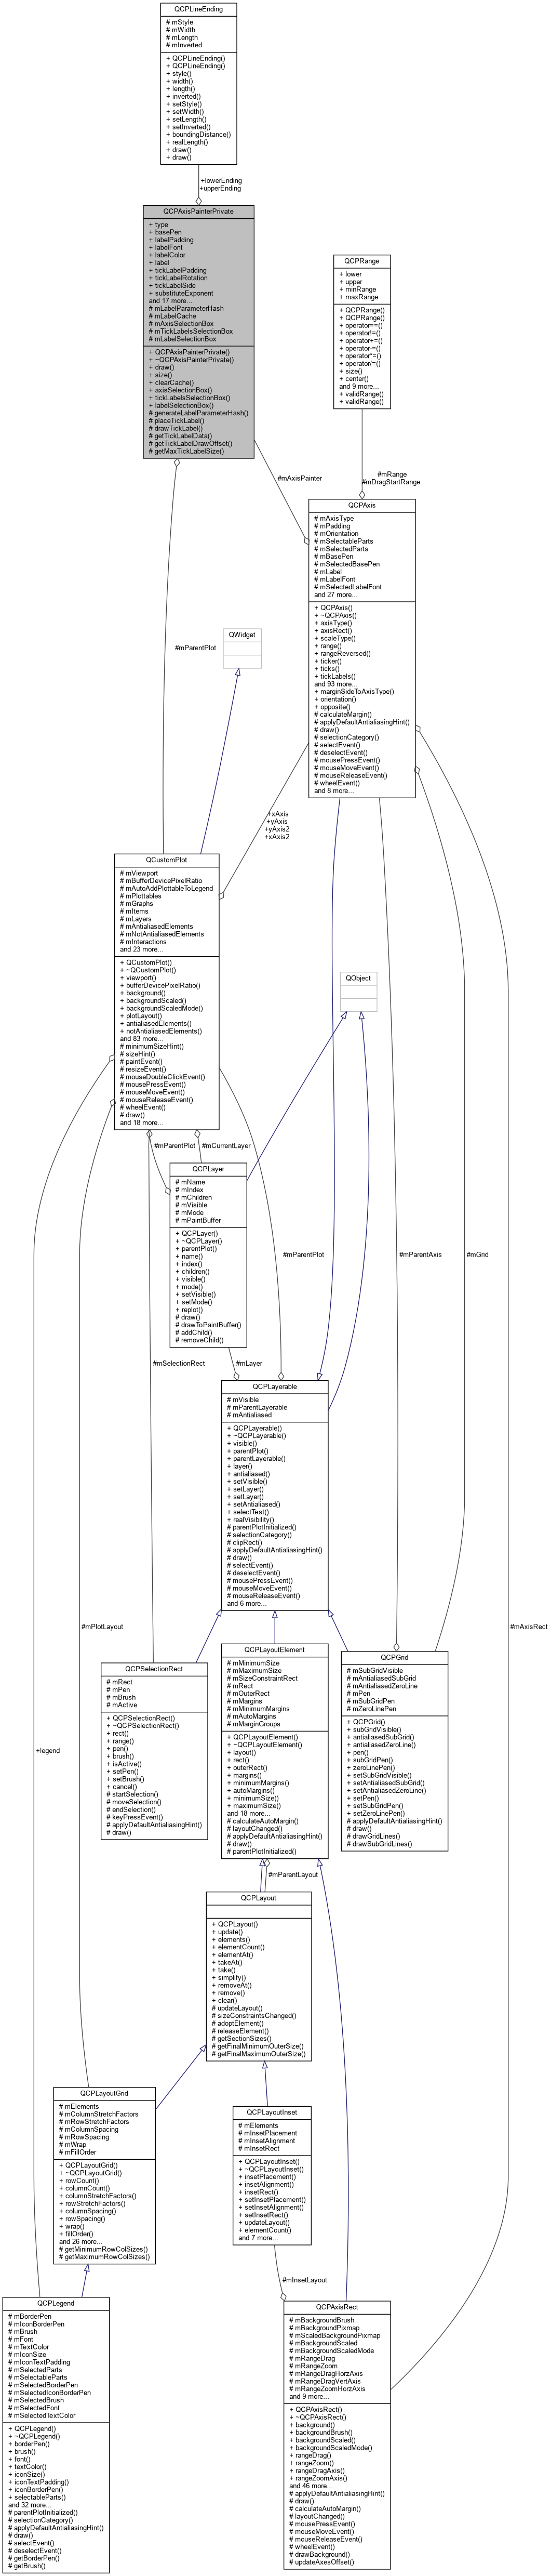 QCPLineEnding
# mStyle
# mWidth
# mLength
# mInverted
+ QCPLineEnding()
+ QCPLineEnding()
+ style()
+ width()
+ length()
+ inverted()
+ setStyle()
+ setWidth()
+ setLength()
+ setInverted()
+ boundingDistance()
+ realLength()
+ draw()
+ draw()
+lowerEnding
+upperEnding
QCPAxisPainterPrivate
+ type
+ basePen
+ labelPadding
+ labelFont
+ labelColor
+ label
+ tickLabelPadding
+ tickLabelRotation
+ tickLabelSide
+ substituteExponent
and 17 more...
# mLabelParameterHash
# mLabelCache
# mAxisSelectionBox
# mTickLabelsSelectionBox
# mLabelSelectionBox
+ QCPAxisPainterPrivate()
+ ~QCPAxisPainterPrivate()
+ draw()
+ size()
+ clearCache()
+ axisSelectionBox()
+ tickLabelsSelectionBox()
+ labelSelectionBox()
# generateLabelParameterHash()
# placeTickLabel()
# drawTickLabel()
# getTickLabelData()
# getTickLabelDrawOffset()
# getMaxTickLabelSize()
QCPRange
+ lower
+ upper
+ minRange
+ maxRange
+ QCPRange()
+ QCPRange()
+ operator==()
+ operator!=()
+ operator+=()
+ operator-=()
+ operator*=()
+ operator/=()
+ size()
+ center()
and 9 more...
+ validRange()
+ validRange()
#mAxisPainter
#mRange
#mDragStartRange
QCPAxis
# mAxisType
# mPadding
# mOrientation
# mSelectableParts
# mSelectedParts
# mBasePen
# mSelectedBasePen
# mLabel
# mLabelFont
# mSelectedLabelFont
and 27 more...
+ QCPAxis()
+ ~QCPAxis()
+ axisType()
+ axisRect()
+ scaleType()
+ range()
+ rangeReversed()
+ ticker()
+ ticks()
+ tickLabels()
and 93 more...
+ marginSideToAxisType()
+ orientation()
+ opposite()
# calculateMargin()
# applyDefaultAntialiasingHint()
# draw()
# selectionCategory()
# selectEvent()
# deselectEvent()
# mousePressEvent()
# mouseMoveEvent()
# mouseReleaseEvent()
# wheelEvent()
and 8 more...
#mParentPlot
QWidget
+xAxis
+yAxis
+yAxis2
+xAxis2
QCustomPlot
# mViewport
# mBufferDevicePixelRatio
# mAutoAddPlottableToLegend
# mPlottables
# mGraphs
# mItems
# mLayers
# mAntialiasedElements
# mNotAntialiasedElements
# mInteractions
and 23 more...
+ QCustomPlot()
+ ~QCustomPlot()
+ viewport()
+ bufferDevicePixelRatio()
+ background()
+ backgroundScaled()
+ backgroundScaledMode()
+ plotLayout()
+ antialiasedElements()
+ notAntialiasedElements()
and 83 more...
# minimumSizeHint()
# sizeHint()
# paintEvent()
# resizeEvent()
# mouseDoubleClickEvent()
# mousePressEvent()
# mouseMoveEvent()
# mouseReleaseEvent()
# wheelEvent()
# draw()
and 18 more...
QObject
#mParentPlot
#mCurrentLayer
QCPLayer
# mName
# mIndex
# mChildren
# mVisible
# mMode
# mPaintBuffer
+ QCPLayer()
+ ~QCPLayer()
+ parentPlot()
+ name()
+ index()
+ children()
+ visible()
+ mode()
+ setVisible()
+ setMode()
+ replot()
# draw()
# drawToPaintBuffer()
# addChild()
# removeChild()
#mParentPlot
#mParentAxis
#mGrid
#mSelectionRect
#mLayer
QCPLayerable
# mVisible
# mParentLayerable
# mAntialiased
+ QCPLayerable()
+ ~QCPLayerable()
+ visible()
+ parentPlot()
+ parentLayerable()
+ layer()
+ antialiased()
+ setVisible()
+ setLayer()
+ setLayer()
+ setAntialiased()
+ selectTest()
+ realVisibility()
# parentPlotInitialized()
# selectionCategory()
# clipRect()
# applyDefaultAntialiasingHint()
# draw()
# selectEvent()
# deselectEvent()
# mousePressEvent()
# mouseMoveEvent()
# mouseReleaseEvent()
and 6 more...
#mPlotLayout
#mAxisRect
QCPSelectionRect
# mRect
# mPen
# mBrush
# mActive
+ QCPSelectionRect()
+ ~QCPSelectionRect()
+ rect()
+ range()
+ pen()
+ brush()
+ isActive()
+ setPen()
+ setBrush()
+ cancel()
# startSelection()
# moveSelection()
# endSelection()
# keyPressEvent()
# applyDefaultAntialiasingHint()
# draw()
QCPLayoutElement
# mMinimumSize
# mMaximumSize
# mSizeConstraintRect
# mRect
# mOuterRect
# mMargins
# mMinimumMargins
# mAutoMargins
# mMarginGroups
+ QCPLayoutElement()
+ ~QCPLayoutElement()
+ layout()
+ rect()
+ outerRect()
+ margins()
+ minimumMargins()
+ autoMargins()
+ minimumSize()
+ maximumSize()
and 18 more...
# calculateAutoMargin()
# layoutChanged()
# applyDefaultAntialiasingHint()
# draw()
# parentPlotInitialized()
QCPGrid
# mSubGridVisible
# mAntialiasedSubGrid
# mAntialiasedZeroLine
# mPen
# mSubGridPen
# mZeroLinePen
+ QCPGrid()
+ subGridVisible()
+ antialiasedSubGrid()
+ antialiasedZeroLine()
+ pen()
+ subGridPen()
+ zeroLinePen()
+ setSubGridVisible()
+ setAntialiasedSubGrid()
+ setAntialiasedZeroLine()
+ setPen()
+ setSubGridPen()
+ setZeroLinePen()
# applyDefaultAntialiasingHint()
# draw()
# drawGridLines()
# drawSubGridLines()
+legend
#mParentLayout
QCPLayout
+ QCPLayout()
+ update()
+ elements()
+ elementCount()
+ elementAt()
+ takeAt()
+ take()
+ simplify()
+ removeAt()
+ remove()
+ clear()
# updateLayout()
# sizeConstraintsChanged()
# adoptElement()
# releaseElement()
# getSectionSizes()
# getFinalMinimumOuterSize()
# getFinalMaximumOuterSize()
QCPLayoutGrid
# mElements
# mColumnStretchFactors
# mRowStretchFactors
# mColumnSpacing
# mRowSpacing
# mWrap
# mFillOrder
+ QCPLayoutGrid()
+ ~QCPLayoutGrid()
+ rowCount()
+ columnCount()
+ columnStretchFactors()
+ rowStretchFactors()
+ columnSpacing()
+ rowSpacing()
+ wrap()
+ fillOrder()
and 26 more...
# getMinimumRowColSizes()
# getMaximumRowColSizes()
QCPLayoutInset
# mElements
# mInsetPlacement
# mInsetAlignment
# mInsetRect
+ QCPLayoutInset()
+ ~QCPLayoutInset()
+ insetPlacement()
+ insetAlignment()
+ insetRect()
+ setInsetPlacement()
+ setInsetAlignment()
+ setInsetRect()
+ updateLayout()
+ elementCount()
and 7 more...
#mInsetLayout
QCPLegend
# mBorderPen
# mIconBorderPen
# mBrush
# mFont
# mTextColor
# mIconSize
# mIconTextPadding
# mSelectedParts
# mSelectableParts
# mSelectedBorderPen
# mSelectedIconBorderPen
# mSelectedBrush
# mSelectedFont
# mSelectedTextColor
+ QCPLegend()
+ ~QCPLegend()
+ borderPen()
+ brush()
+ font()
+ textColor()
+ iconSize()
+ iconTextPadding()
+ iconBorderPen()
+ selectableParts()
and 32 more...
# parentPlotInitialized()
# selectionCategory()
# applyDefaultAntialiasingHint()
# draw()
# selectEvent()
# deselectEvent()
# getBorderPen()
# getBrush()
QCPAxisRect
# mBackgroundBrush
# mBackgroundPixmap
# mScaledBackgroundPixmap
# mBackgroundScaled
# mBackgroundScaledMode
# mRangeDrag
# mRangeZoom
# mRangeDragHorzAxis
# mRangeDragVertAxis
# mRangeZoomHorzAxis
and 9 more...
+ QCPAxisRect()
+ ~QCPAxisRect()
+ background()
+ backgroundBrush()
+ backgroundScaled()
+ backgroundScaledMode()
+ rangeDrag()
+ rangeZoom()
+ rangeDragAxis()
+ rangeZoomAxis()
and 46 more...
# applyDefaultAntialiasingHint()
# draw()
# calculateAutoMargin()
# layoutChanged()
# mousePressEvent()
# mouseMoveEvent()
# mouseReleaseEvent()
# wheelEvent()
# drawBackground()
# updateAxesOffset()